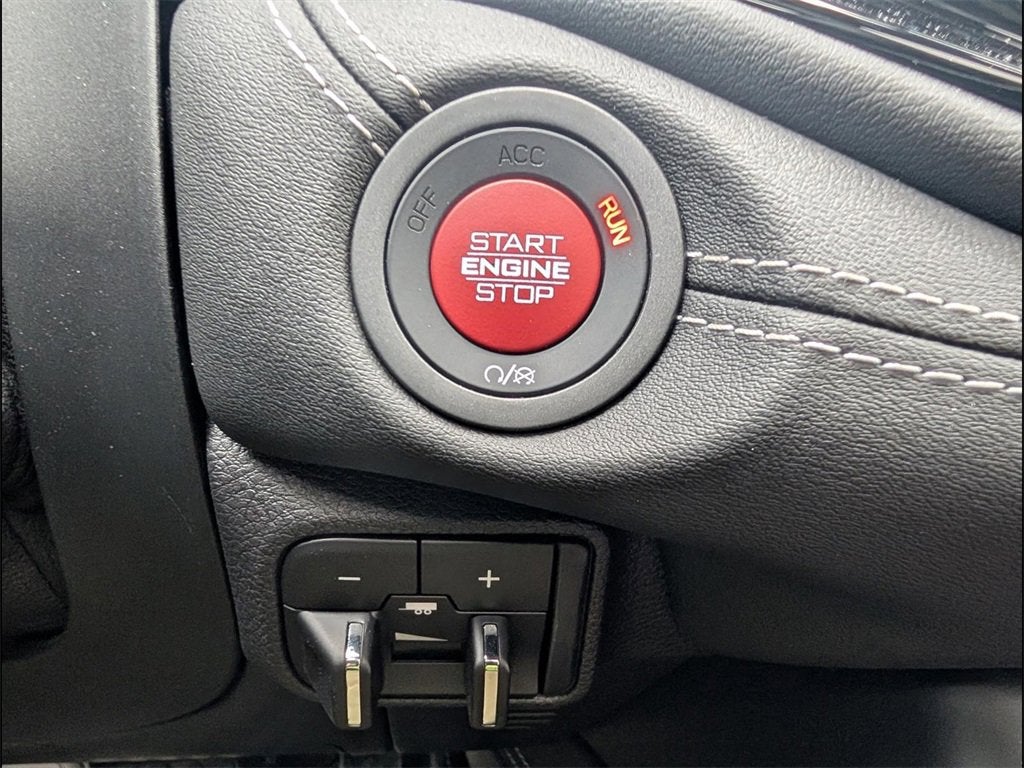 ACC
OFF
RUN
START
ENGINE
STOP
− +